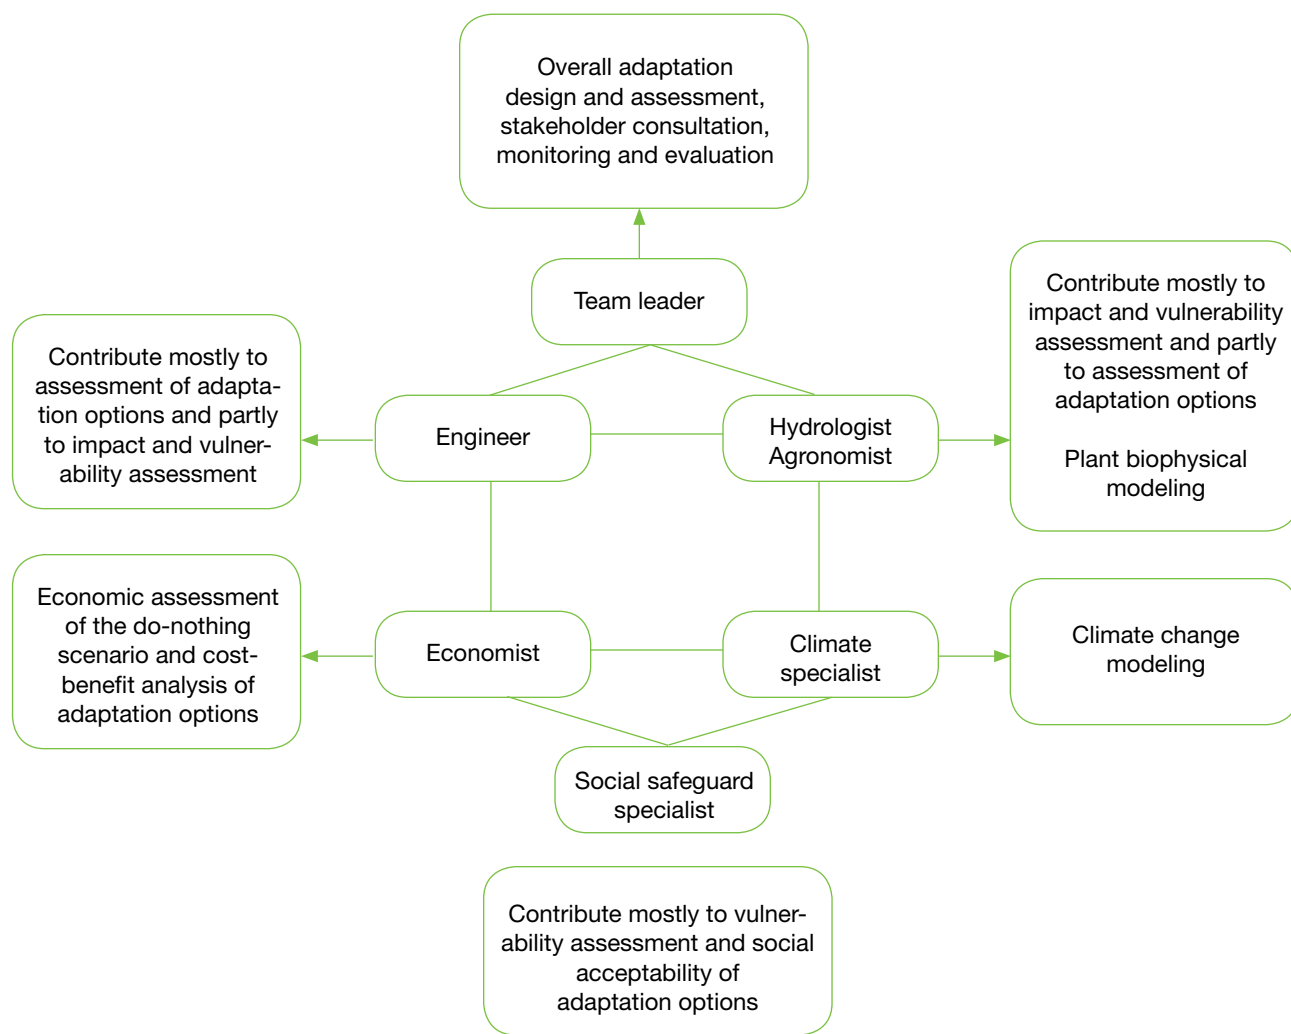 Overall adaptation
design and assessment,
stakeholder consultation,
monitoring and evaluation
Team leader
Contribute mostly to
impact and vulnerability
assessment and partly
to assessment of
adaptation options
Plant biophysical
modeling
Contribute mostly to
assessment of adapta-
tion options and partly
to impact and vulner-
ability assessment
Engineer
Hydrologist
Agronomist
Economic assessment
of the do-nothing
scenario and cost-
benefit analysis of
adaptation options
Economist
Climate
specialist
Climate change
modeling
Social safeguard
specialist
Contribute mostly to vulner-
ability assessment and social
acceptability of
adaptation options